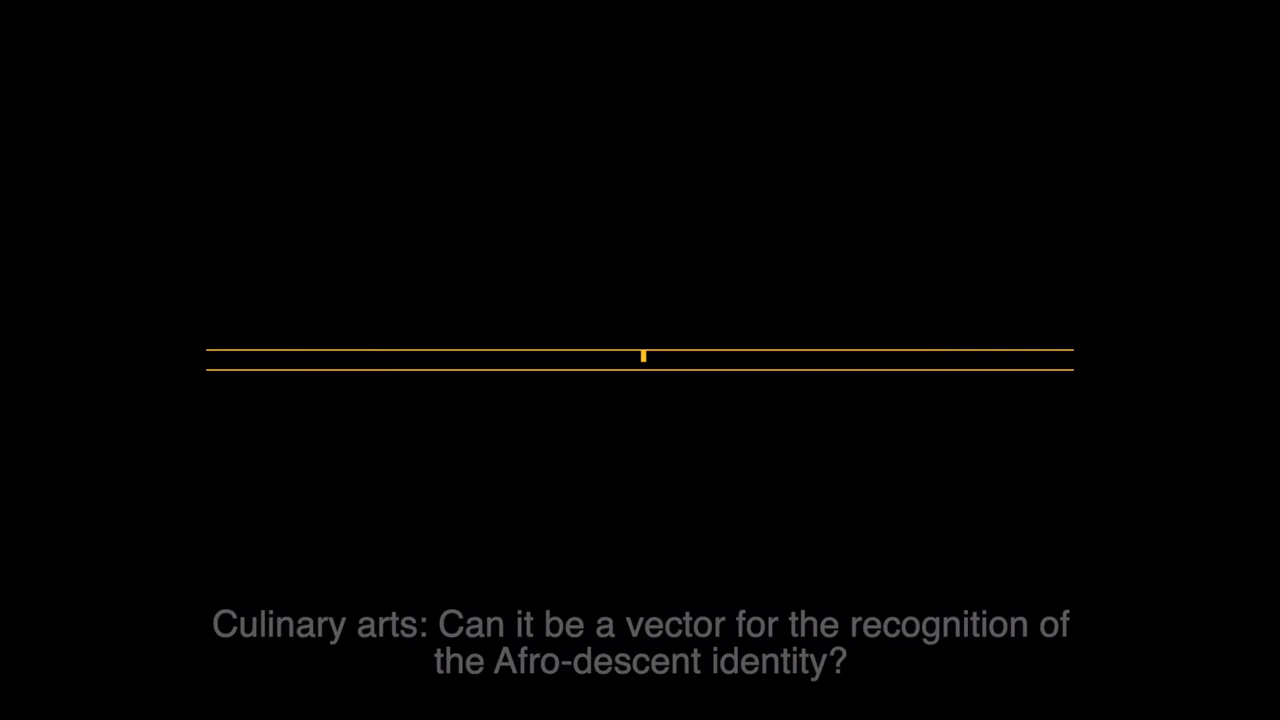 Culinary arts: Can it be a vector for the recognition of
the Afro-descent identity?